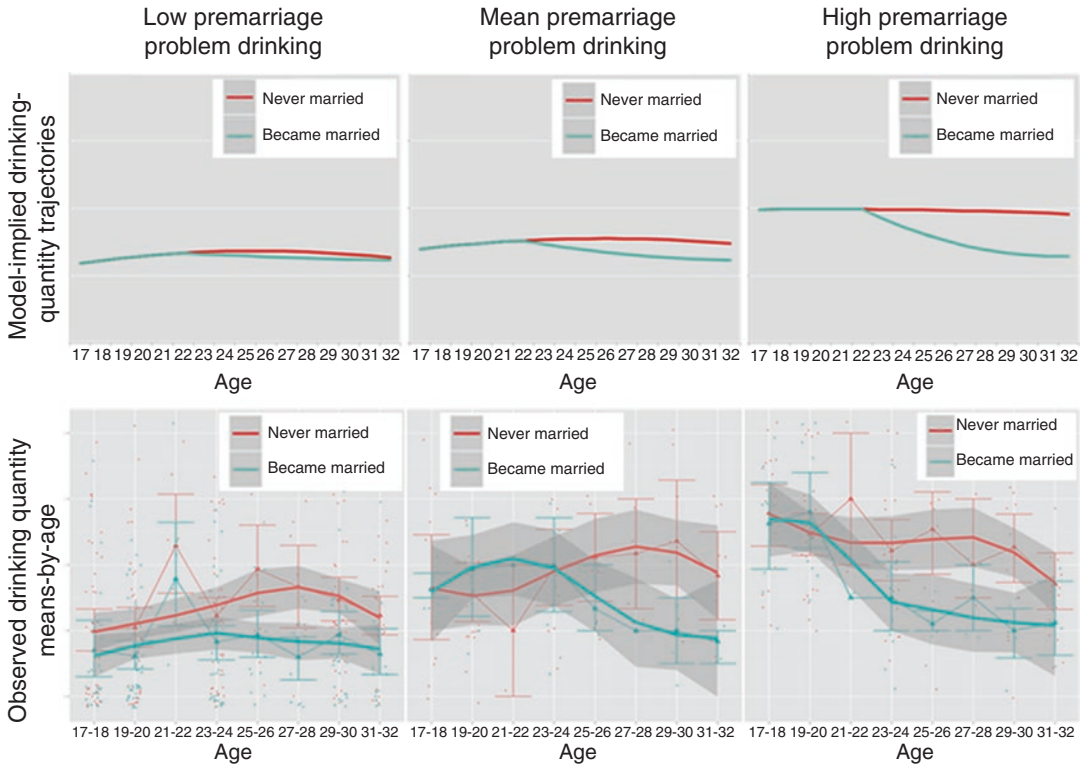 Low premarriage
problem drinking
Mean premarriage
problem drinking
High premarriage
problem drinking
Model-implied drinking-
quantity trajectories
Never married
Became married
Never married
Became married
Never married
Became married
17 18 19 20 21 22 23 24 25 26 27 28 29 30 31 32
17 18 19 20 21 22 23 24 25 26 27 28 29 30 31 32
17 18 19 20 21 22 23 24 25 26 27 28 29 30 31 32
Age
Age
Age
Observed drinking quantity
means-by-age
Never married
Became married
Never married
Became married
Never married
Became married
17-18 19-20 21-22 23-24 25-26 27-28 29-30 31-32
17-18 19-20 21-22 23-24 25-26 27-28 29-30 31-32
17-18 19-20 21-22 23-24 25-26 27-28 29-30 31-32
Age
Age
Age